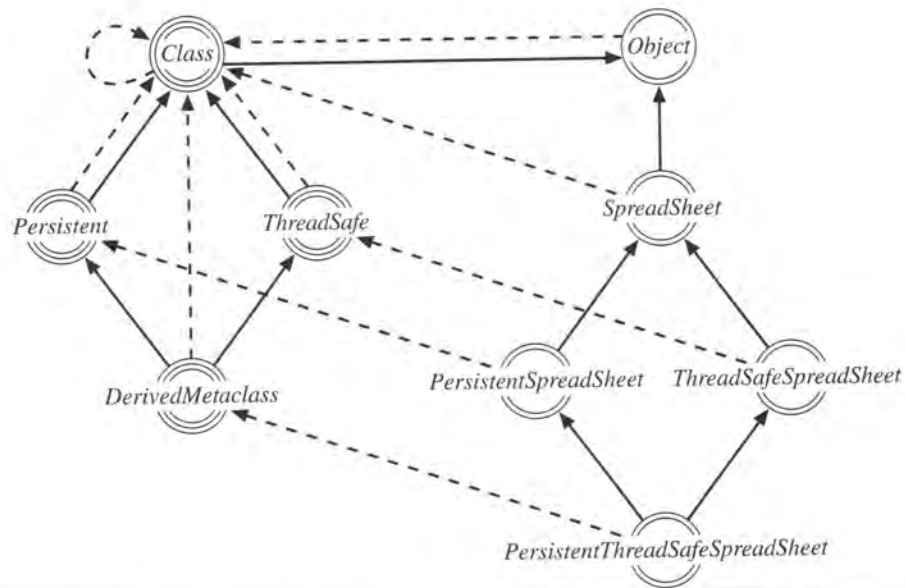 Class
Object
Persistent
ThreadSafe
SpreadSheet
DerivedMetaclass
PersistentSpreadSheet
ThreadSafeSpreadSheet
PersistentThreadSafeSpreadSheet